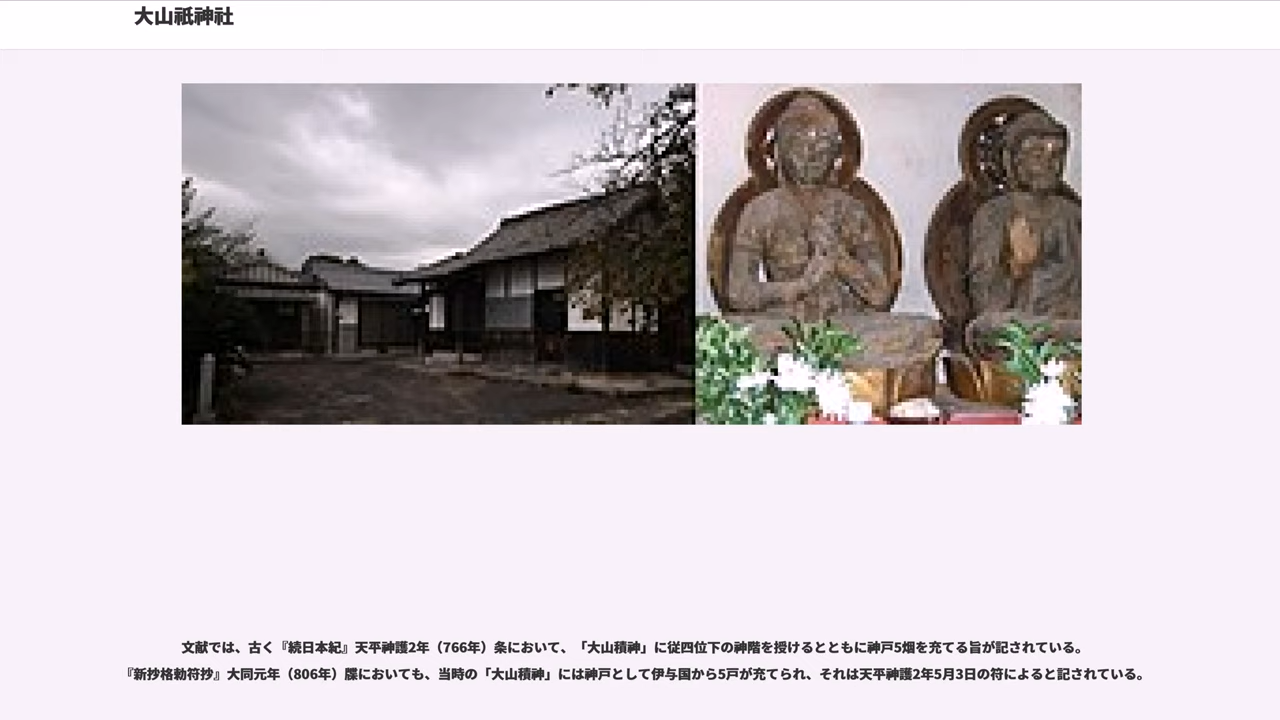 大山祇神社
文献では、古く『続日本紀』天平神護2年（766年）条において、「大山積神」に従四位下の神階を授けるとともに神戸5烟を充てる旨が記されている。
『新抄格勅符抄』大同元年（806年）牒においても、当時の「大山積神」には神戸として伊与国から5戸が充てられ、それは天平神護2年5月3日の符によると記されている。